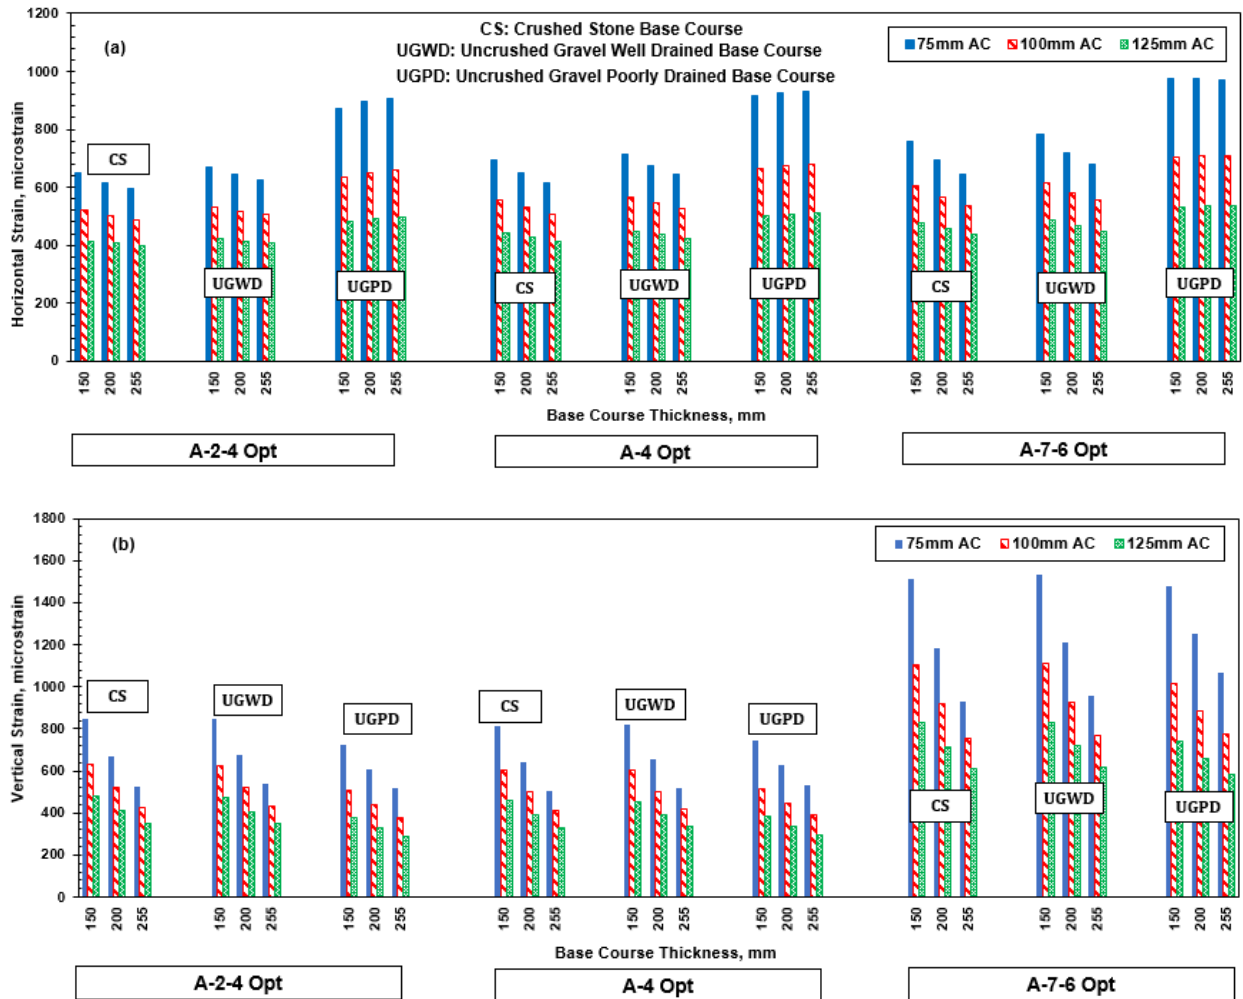 1200
1000
800
600
400
200
0
Horizontal Strain, microstrain
(a)
CS: Crushed Stone Base Course
UGWD: Uncrushed Gravel Well Drained Base Course
UGPD: Uncrushed Gravel Poorly Drained Base Course
75mm AC 100mm AC 125mm AC
CS
UGWD
UGPD
CS
UGWD
UGPD
CS
UGWD
UGPD
150 200 255 150 200 255 150 200 255 150 200 255 150 200 255 150 200 255 150 200 255 150 200 255 150 200 255
Base Course Thickness, mm
A-2-4 Opt A-4 Opt A-7-6 Opt
1800
1600
1400
1200
1000
800
600
400
200
0
Vertical Strain, microstrain
(b)
75mm AC 100mm AC 125mm AC
CS
UGWD
UGPD
CS
UGWD
UGPD
CS
UGWD
UGPD
150 200 255 150 200 255 150 200 255 150 200 255 150 200 255 150 200 255 150 200 255 150 200 255 150 200 255
Base Course Thickness, mm
A-2-4 Opt A-4 Opt A-7-6 Opt